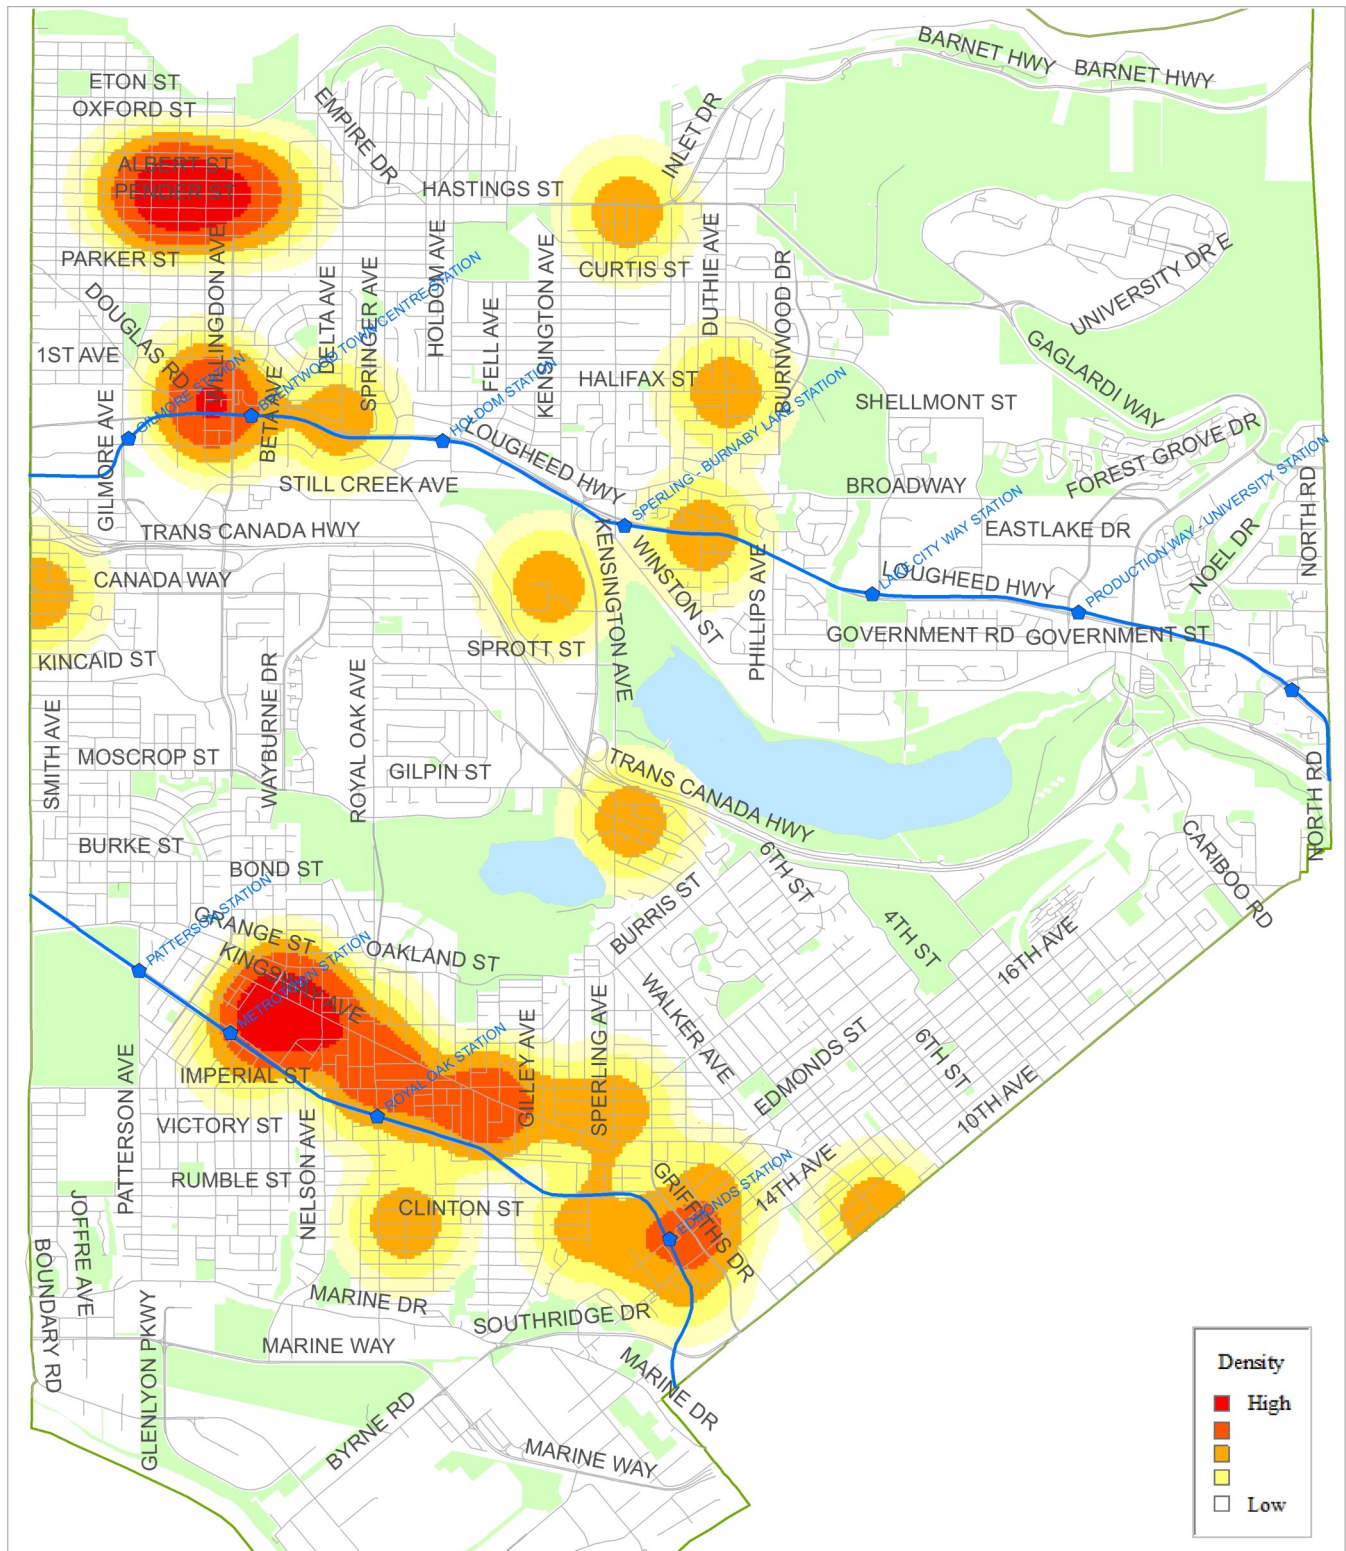 BARNET HWY
BARNET HWY
ETON ST
OXFORD ST
EMPIRE DR
INLET DR
ALBERT ST
PENDER ST
HASTINGS ST
PARKER ST
WILLINGDON AVE
DELTA AVE
SPRINGER AVE
HOLDOM AVE
KENSINGTON AVE
CURTIS ST
DUTHIE AVE
BURNWOOD DR
UNIVERSITY DR E
DOUGLAS RD
1ST AVE
GILMORE STATION
BRENTWOOD TOWN CENTRE STATION
FELL AVE
HOLDOM STATION
HALIFAX ST
GAGLARDI WAY
SHELLMONT ST
GILMORE AVE
BETA AVE
LOUGHEED HWY
SPERLING - BURNABY LAKE STATION
FOREST GROVE DR
STILL CREEK AVE
BROADWAY
NORTH RD
TRANS CANADA HWY
EASTLAKE DR
LAKE CITY WAY STATION
PRODUCTION WAY - UNIVERSITY STATION
NOEL DR
CANADA WAY
KENSINGTON AVE
WINSTON ST
PHILLIPS AVE
LOUGHEED HWY
KINCAID ST
SPROTT ST
GOVERNMENT RD
GOVERNMENT ST
SMITH AVE
WAYBURNE DR
ROYAL OAK AVE
MOSCROP ST
GILPIN ST
TRANS CANADA HWY
NORTH RD
BURKE ST
BOND ST
6TH ST
CARIBOO RD
PATTERSON STATION
GRANGE ST
KINGSWAY AVE
METROTOWN STATION
OAKLAND ST
BURRIS ST
4TH ST
16TH AVE
WALKER AVE
SPERLING AVE
GILLEY AVE
ROYAL OAK STATION
EDMONDS ST
6TH ST
10TH AVE
PATTERSON AVE
IMPERIAL ST
VICTORY ST
NELSON AVE
RUMBLE ST
CLINTON ST
GRIFFITHS DR
EDMONDS STATION
14TH AVE
JOFFRE AVE
BOUNDARY RD
MARINE DR
SOUTHRIDGE DR
GLENLYON PKWY
MARINE WAY
MARINE DR
BYRNE RD
MARINE WAY
Density
High
Low